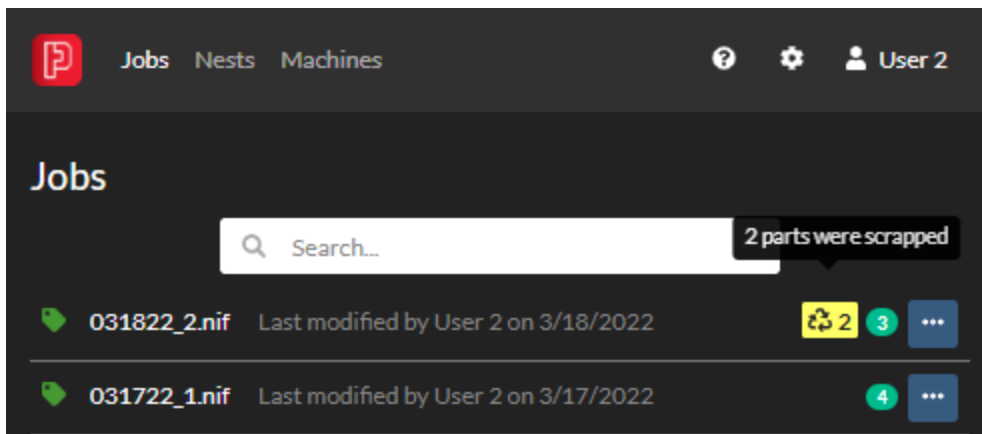 Jobs Nests Machines User 2
Jobs
Search...
2 parts were scrapped
031822_2.nif Last modified by User 2 on 3/18/2022 2 3
031722_1.nif Last modified by User 2 on 3/17/2022 4